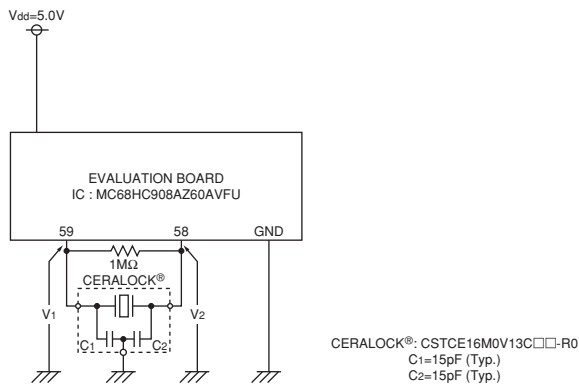 Vdd=5.0V
EVALUATION BOARD
IC : MC68HC908AZ60AVFU
59 58 GND
1MΩ
CERALOCK®
V1 V2
C1 C2
CERALOCK®: CSTCE16M0V13C□□-R0
C1=15pF (Typ.)
C2=15pF (Typ.)